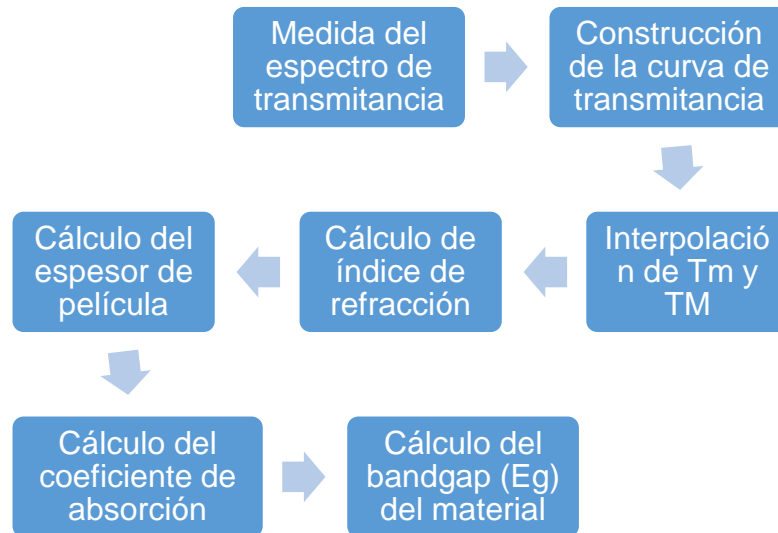 Medida del
espectro de
transmitancia
Construcción
de la curva de
transmitancia
Interpolació
n de Tm y
TM
Cálculo de
índice de
refracción
Cálculo del
espesor de
película
Cálculo del
coeficiente de
absorción
Cálculo del
bandgap (Eg)
del material